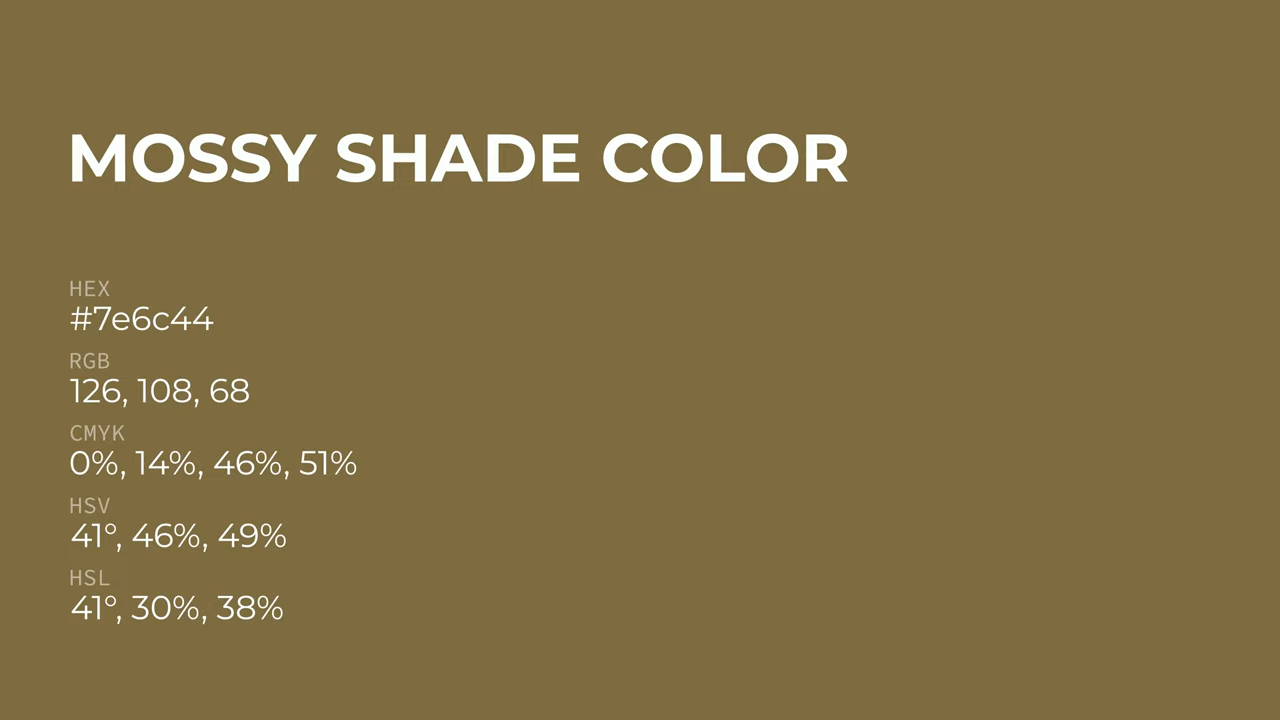 MOSSY SHADE COLOR
HEX
#7e6c44
RGB
126, 108, 68
CMYK
0%, 14%, 46%, 51%
HSV
41°, 46%, 49%
HSL
41°, 30%, 38%